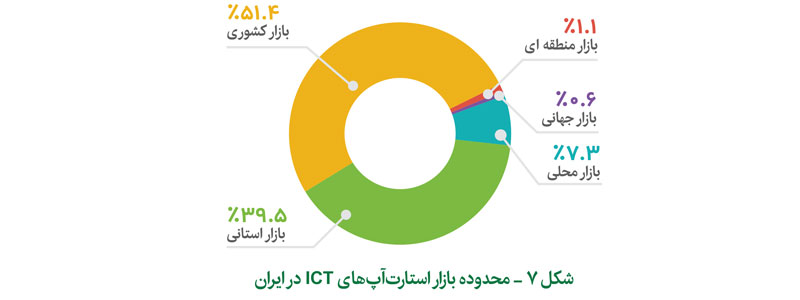 ٪۵۱.۴
بازار کشوری
٪۱.۱
بازار منطقه ای
٪۰.۶
بازار جهانی
٪۷.۳
بازار محلی
٪۳۹.۵
بازار استانی
شکل ۷ - محدوده بازار استارت‌آپ‌های ICT در ایران